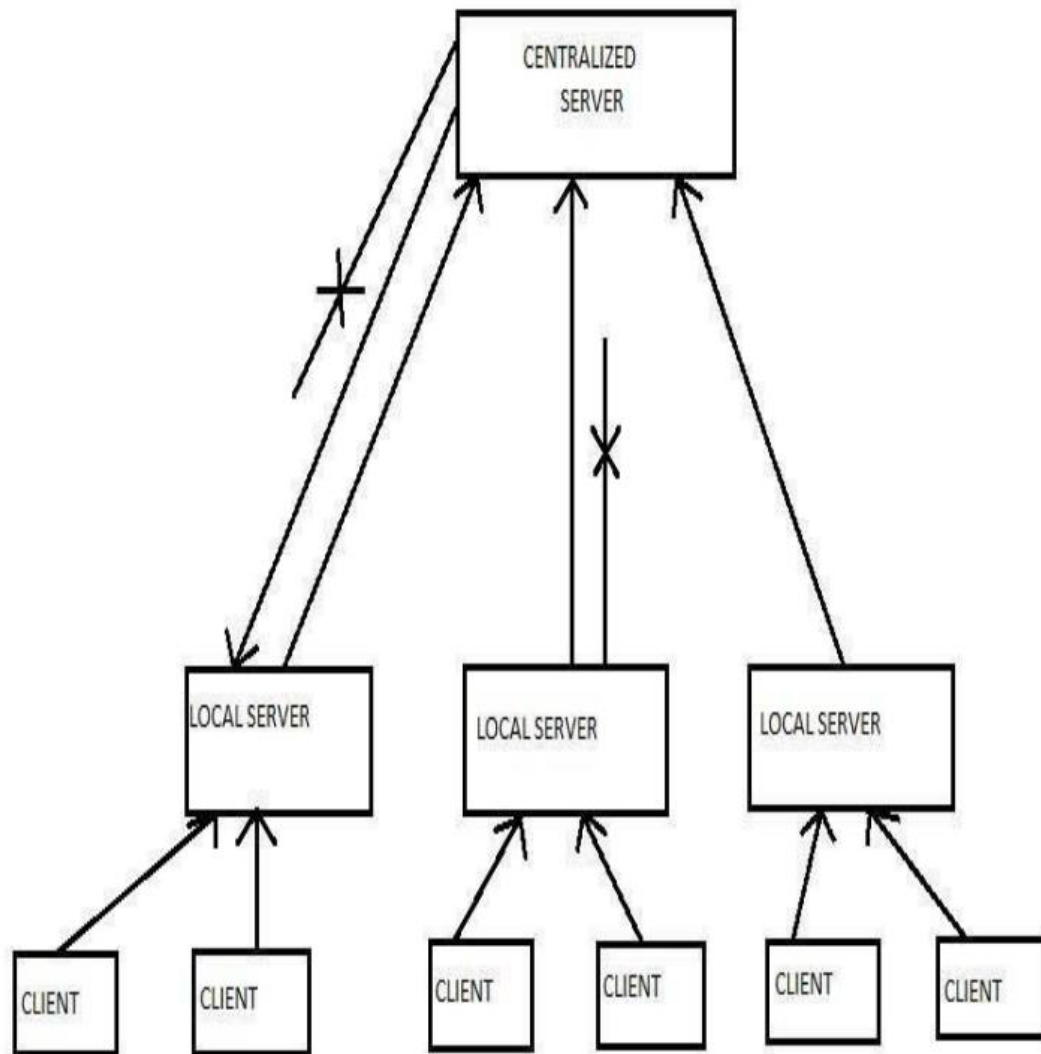 CENTRALIZED
SERVER
LOCAL SERVER
LOCAL SERVER
LOCAL SERVER
CLIENT
CLIENT
CLIENT
CLIENT
CLIENT
CLIENT